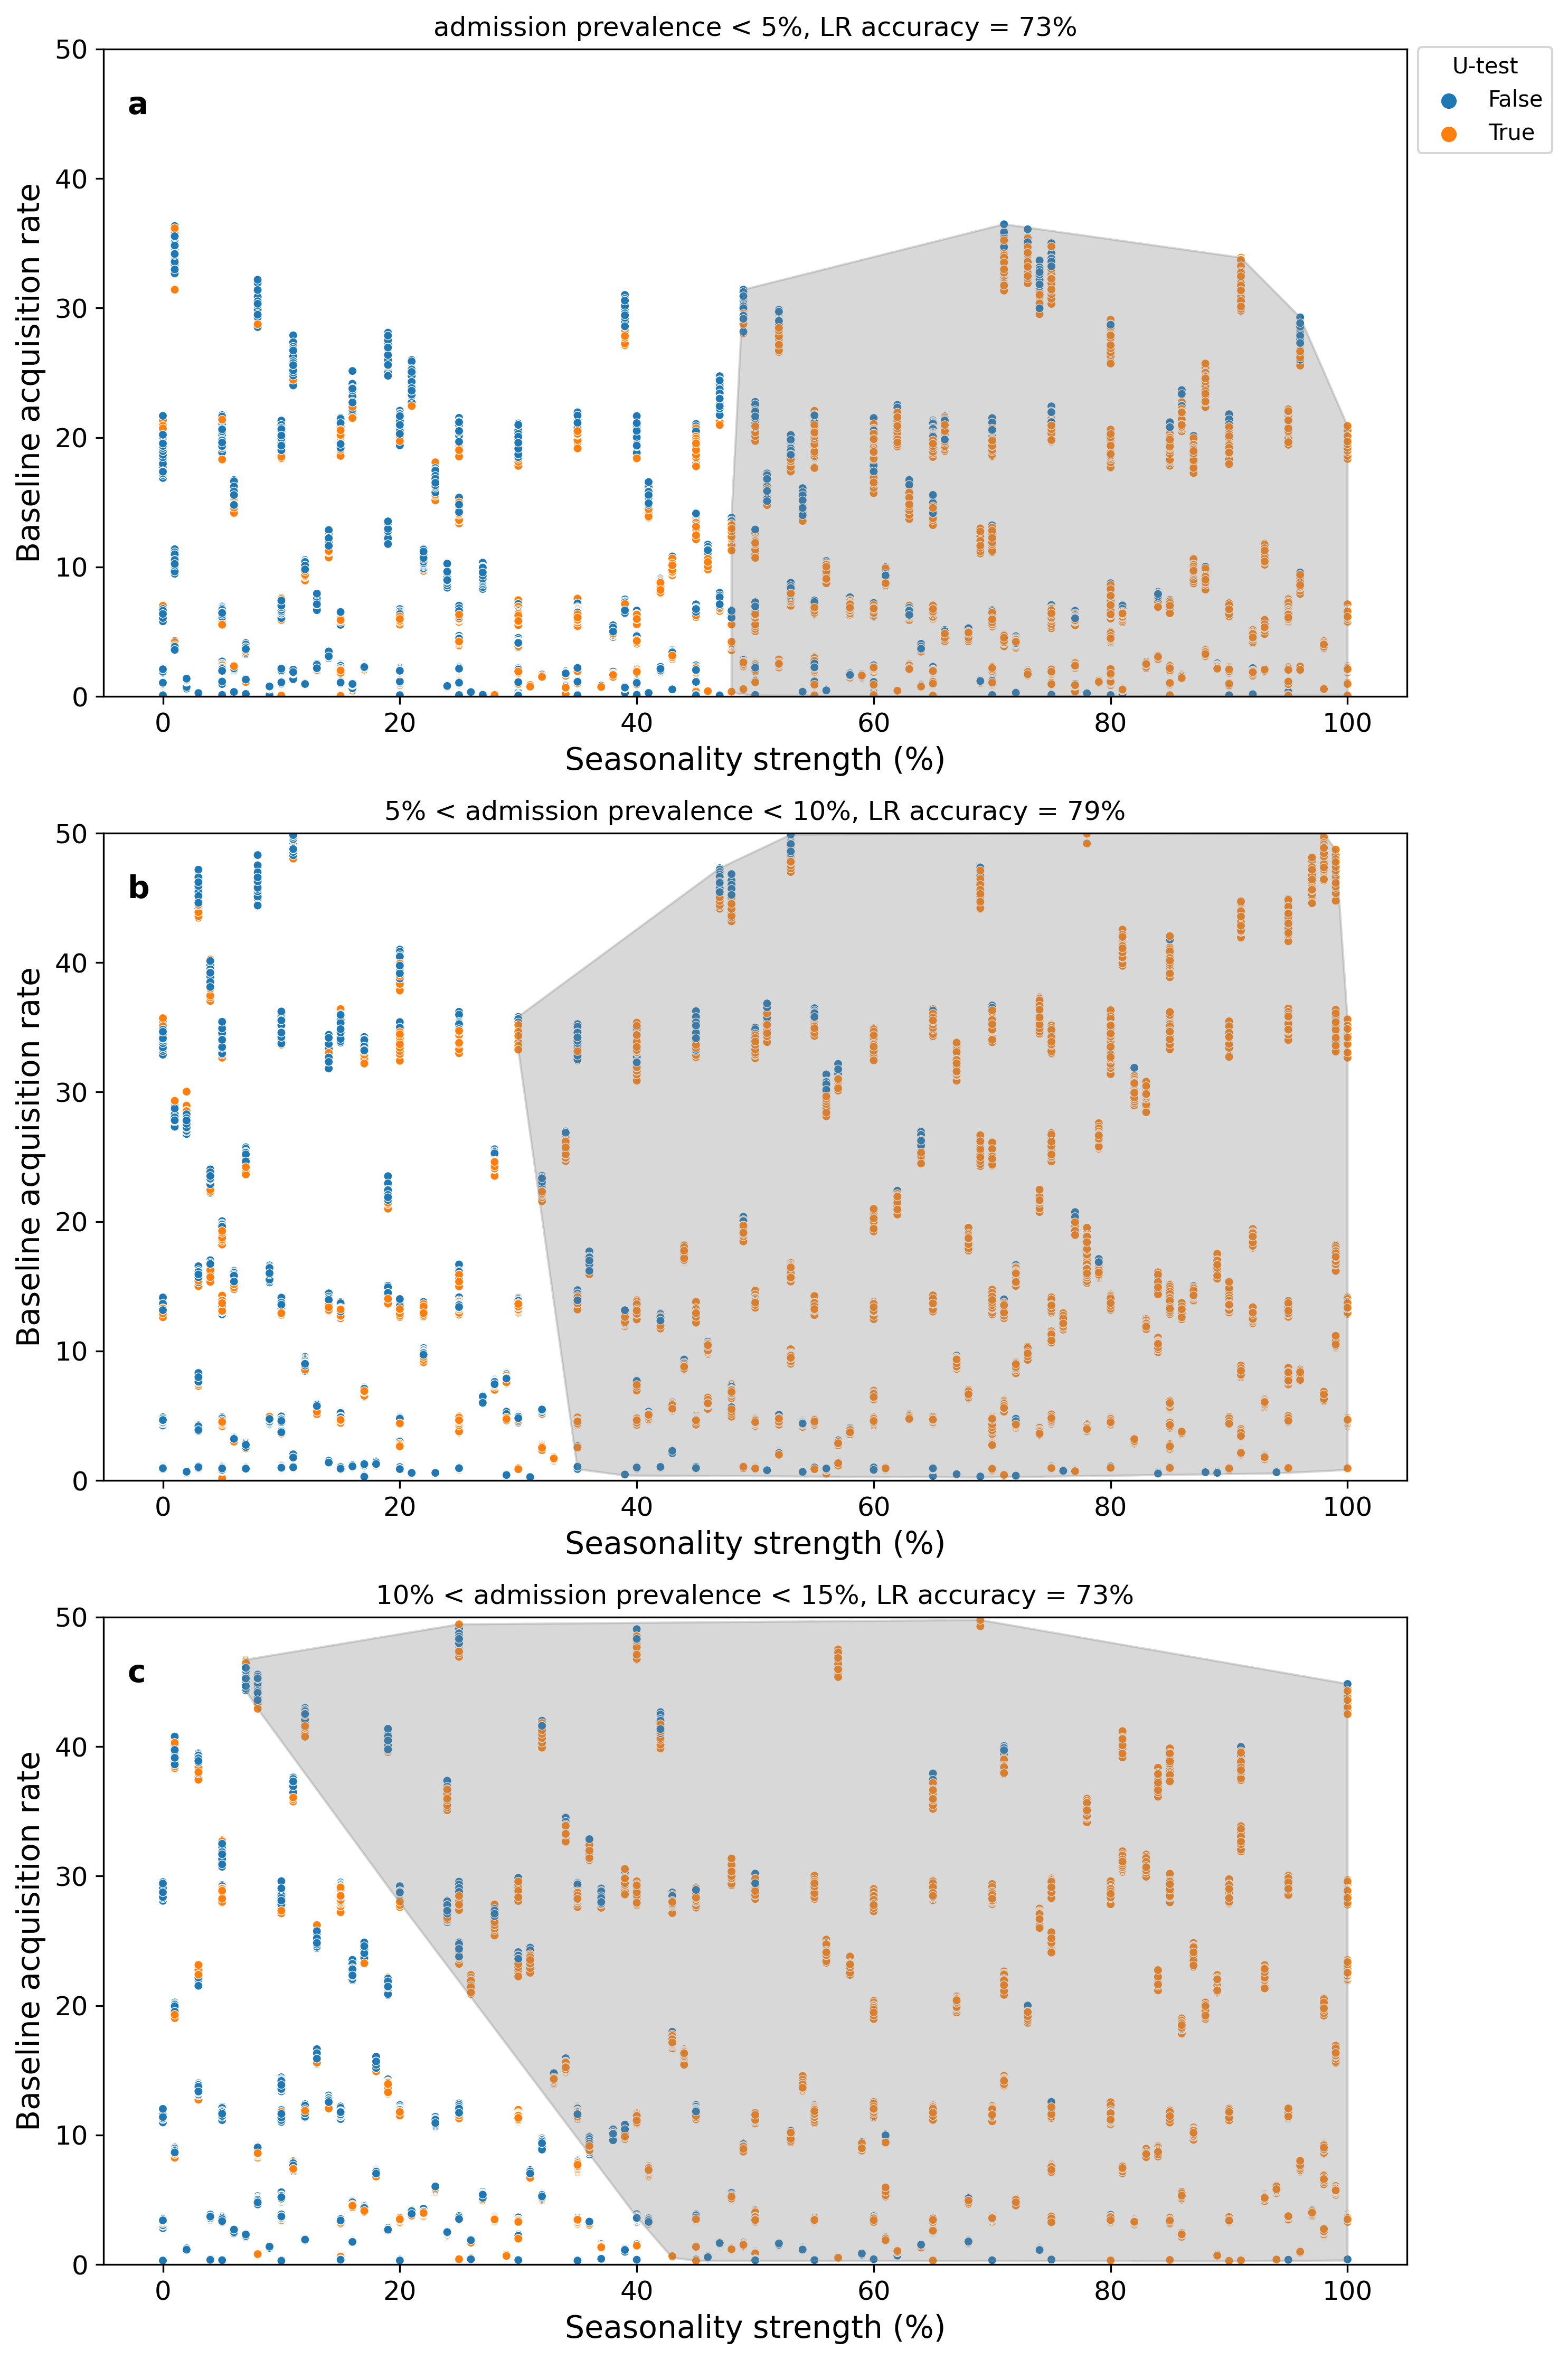 admission prevalence < 5%, LR accuracy = 73%
a
U-test
False
True
Baseline acquisition rate
50
40
30
20
10
0
0 20 40 60 80 100
Seasonality strength (%)
5% < admission prevalence < 10%, LR accuracy = 79%
b
Baseline acquisition rate
50
40
30
20
10
0
0 20 40 60 80 100
Seasonality strength (%)
10% < admission prevalence < 15%, LR accuracy = 73%
c
Baseline acquisition rate
50
40
30
20
10
0
0 20 40 60 80 100
Seasonality strength (%)